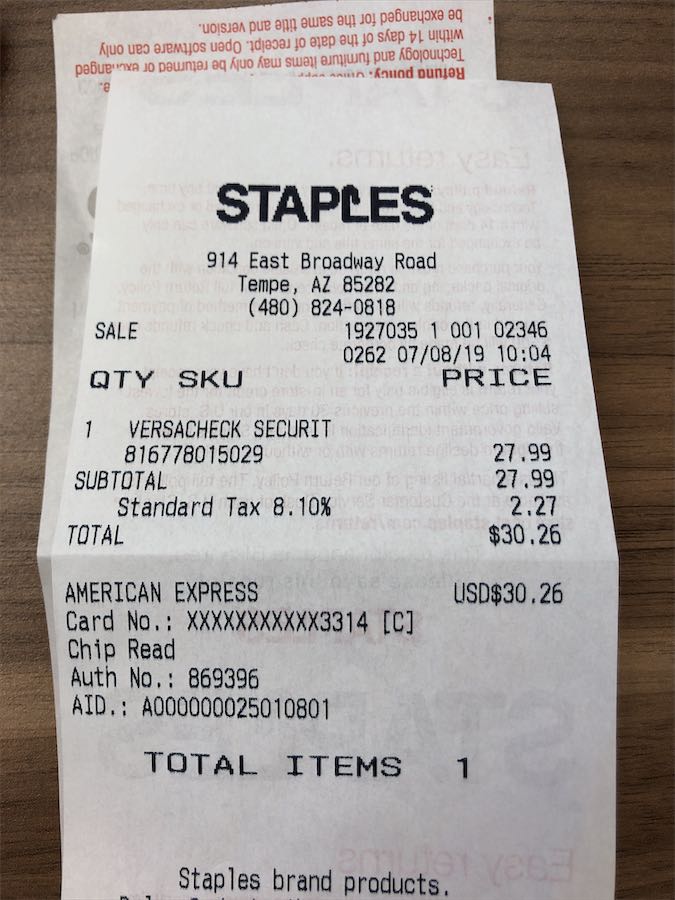 be exchanged for the same title and version.
within 14 days of the date of receipt. Open software can only
Technology and furniture items may only be returned or exchanged
Refund policy.
STAPLES
914 East Broadway Road
Tempe, AZ 85282
(480) 824-0818
SALE 1927035 1 001 02346
0262 07/08/19 10:04
QTY SKU PRICE
1 VERSACHECK SECURIT
816778015029 27.99
SUBTOTAL 27.99
Standard Tax 8.10% 2.27
TOTAL $30.26
AMERICAN EXPRESS USD$30.26
Card No.: XXXXXXXXXXX3314 [C]
Chip Read
Auth No.: 869396
AID.: A000000025010801
TOTAL ITEMS 1
Staples brand products.